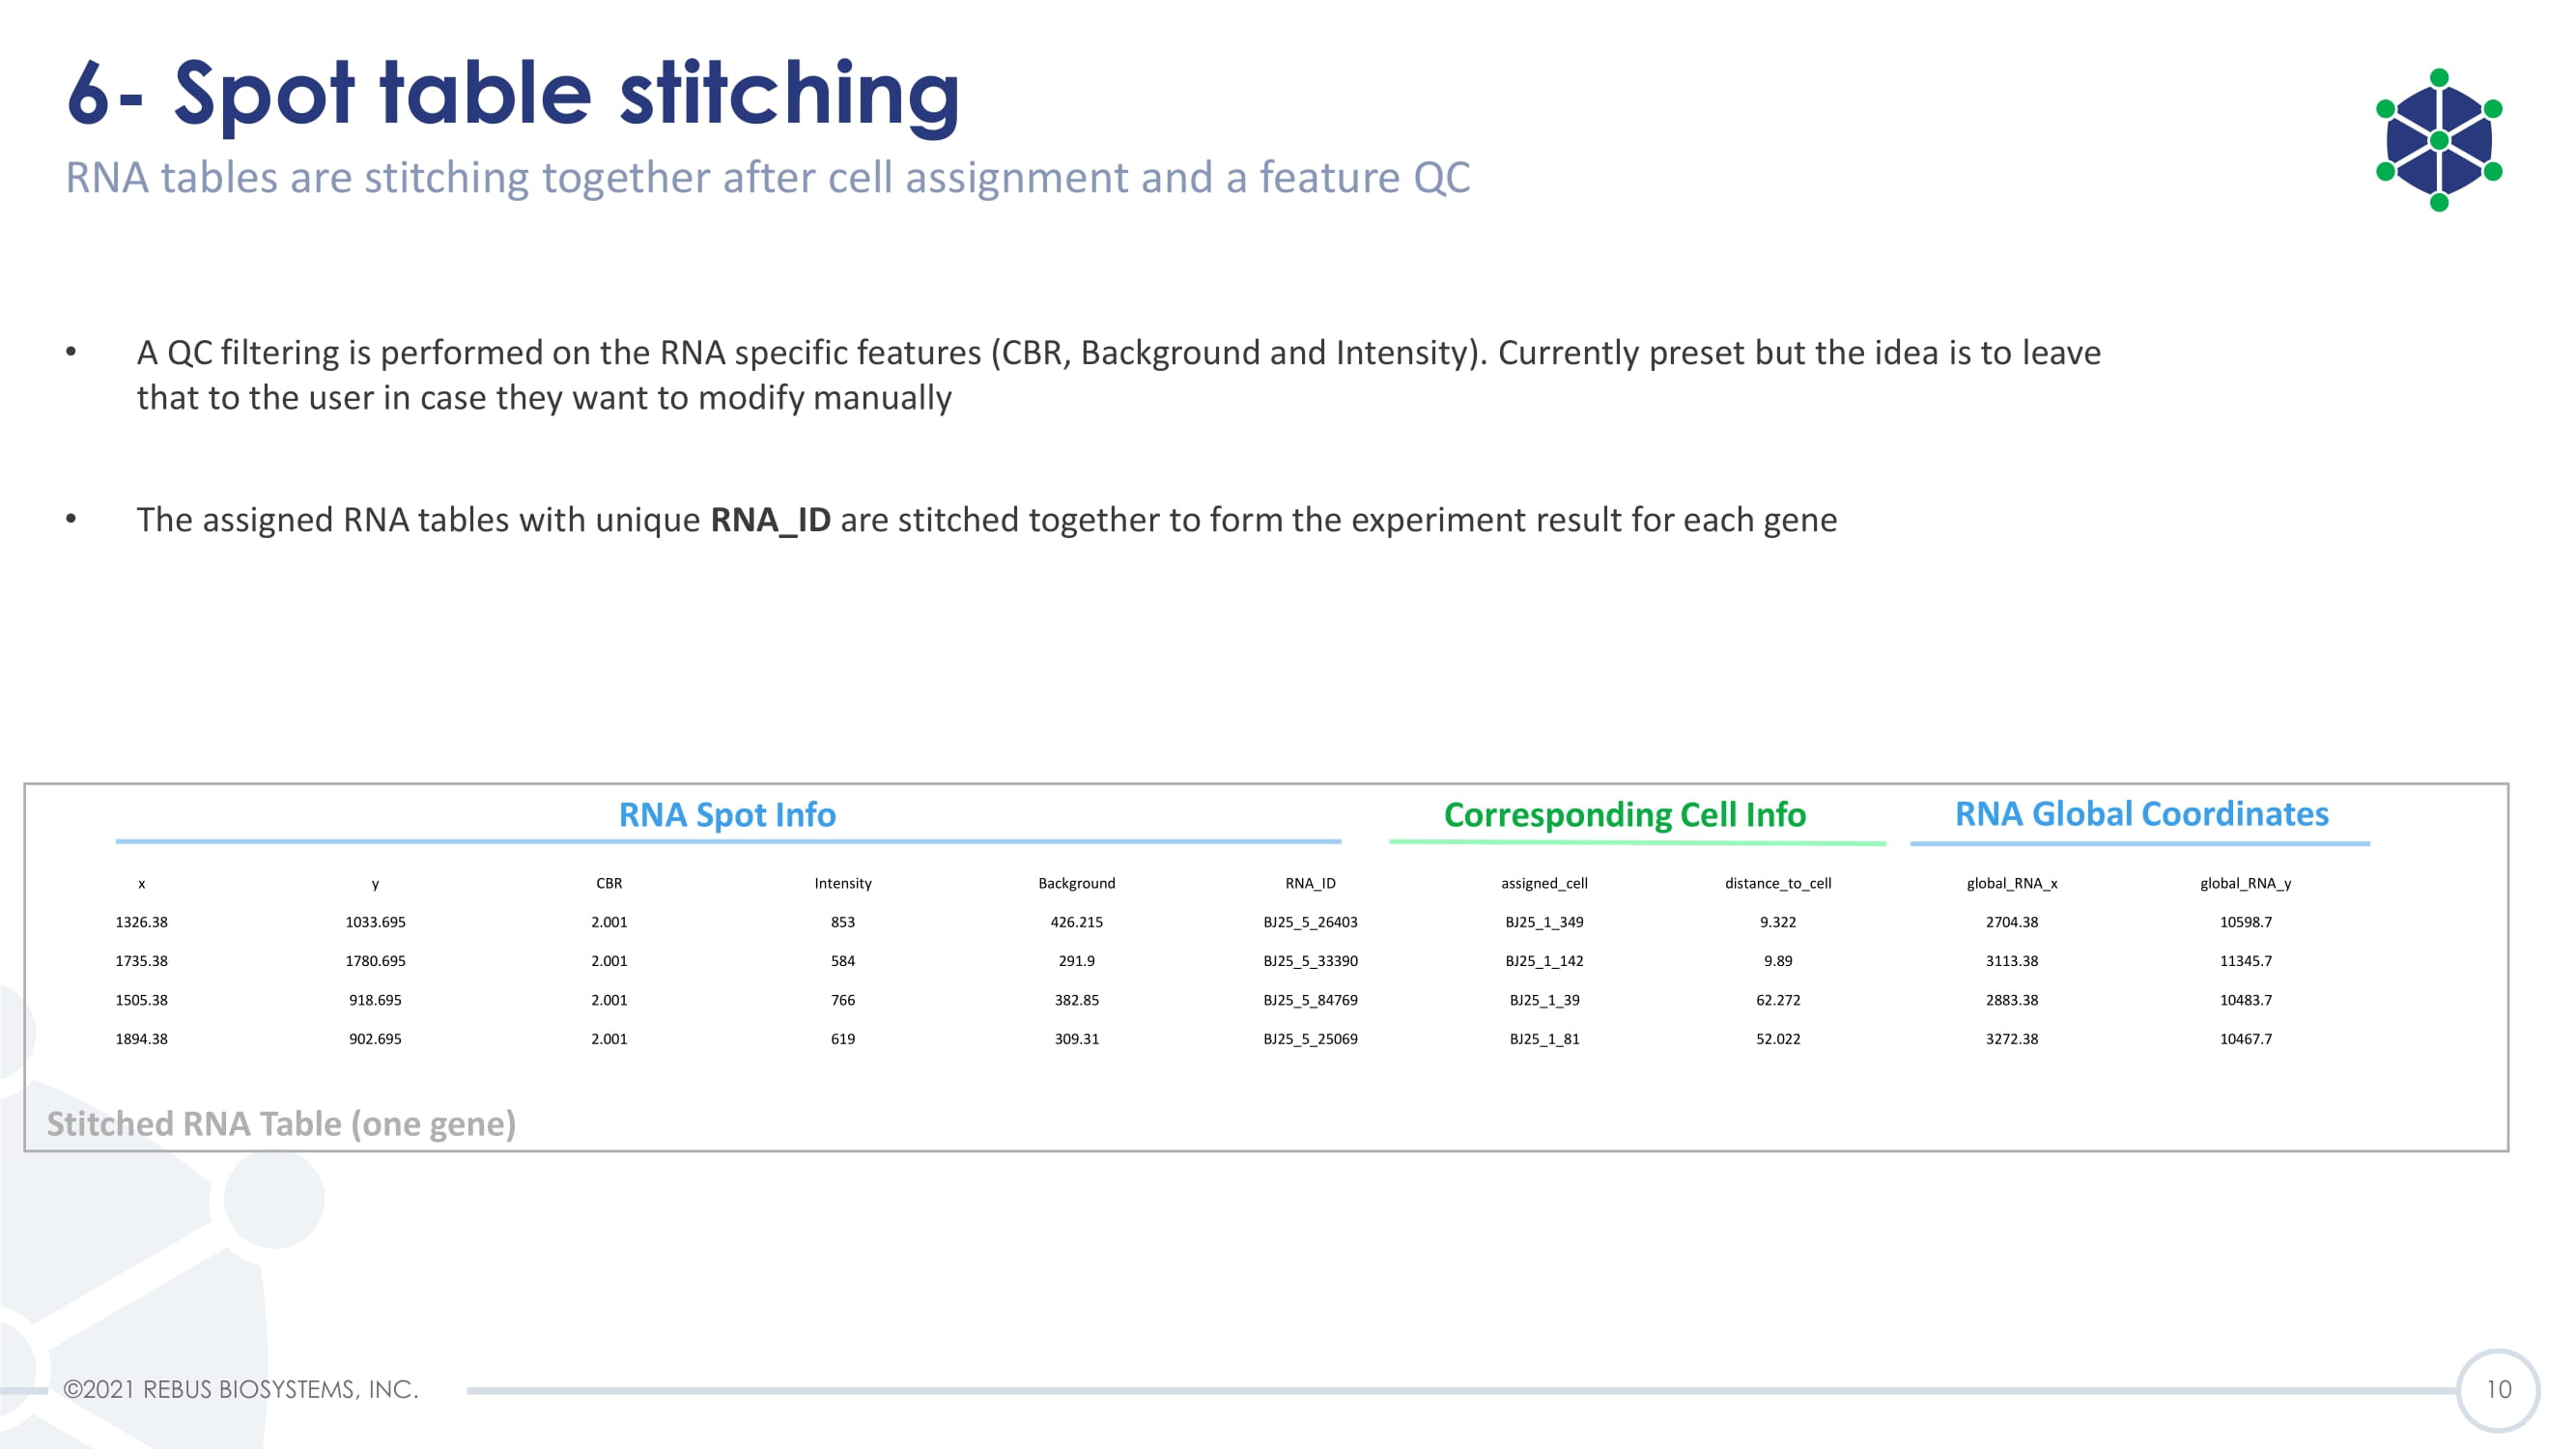 6- Spot table stitching
RNA tables are stitching together after cell assignment and a feature QC
• A QC filtering is performed on the RNA specific features (CBR, Background and Intensity). Currently preset but the idea is to leave
that to the user in case they want to modify manually
• The assigned RNA tables with unique RNA_ID are stitched together to form the experiment result for each gene
RNA Spot Info Corresponding Cell Info RNA Global Coordinates
x y CBR Intensity Background RNA_ID assigned_cell distance_to_cell global_RNA_x global_RNA_y
1326.38 1033.695 2.001 853 426.215 BJ25_5_26403 BJ25_1_349 9.322 2704.38 10598.7
1735.38 1780.695 2.001 584 291.9 BJ25_5_33390 BJ25_1_142 9.89 3113.38 11345.7
1505.38 918.695 2.001 766 382.85 BJ25_5_84769 BJ25_1_39 62.272 2883.38 10483.7
1894.38 902.695 2.001 619 309.31 BJ25_5_25069 BJ25_1_81 52.022 3272.38 10467.7
Stitched RNA Table (one gene)
©2021 REBUS BIOSYSTEMS, INC. 10